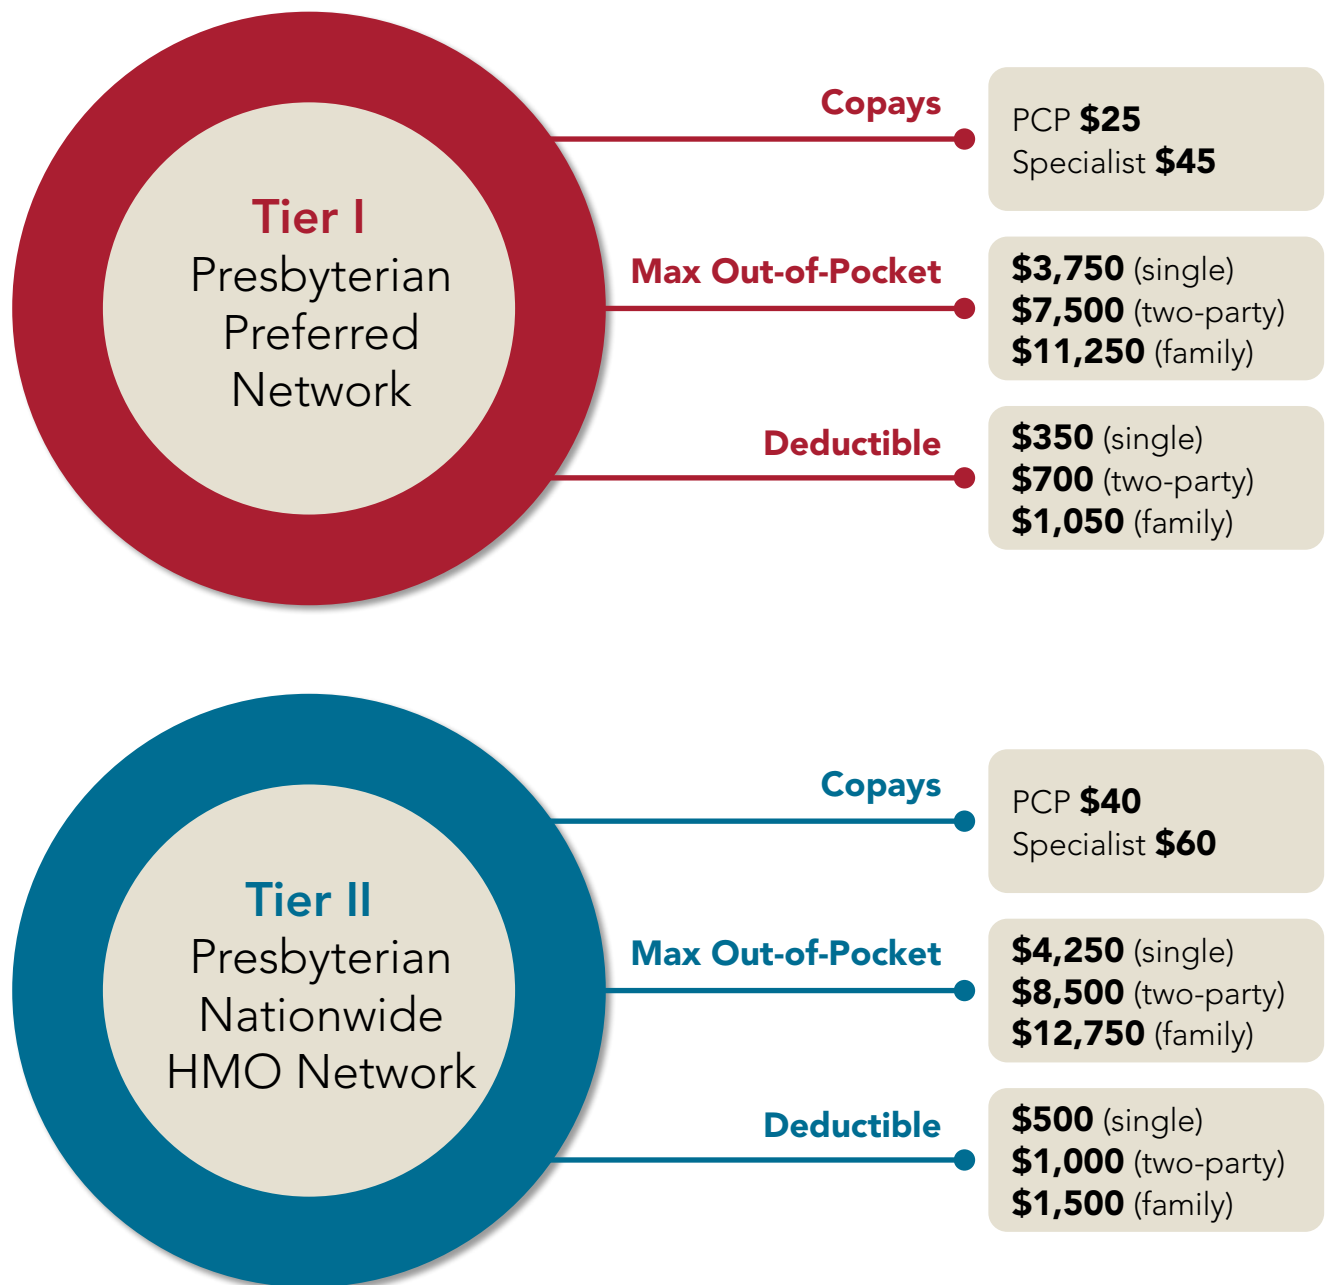 Tier I
Presbyterian
Preferred
Network
Copays
PCP $25
Specialist $45
Max Out-of-Pocket
$3,750 (single)
$7,500 (two-party)
$11,250 (family)
Deductible
$350 (single)
$700 (two-party)
$1,050 (family)
Tier II
Presbyterian
Nationwide
HMO Network
Copays
PCP $40
Specialist $60
Max Out-of-Pocket
$4,250 (single)
$8,500 (two-party)
$12,750 (family)
Deductible
$500 (single)
$1,000 (two-party)
$1,500 (family)